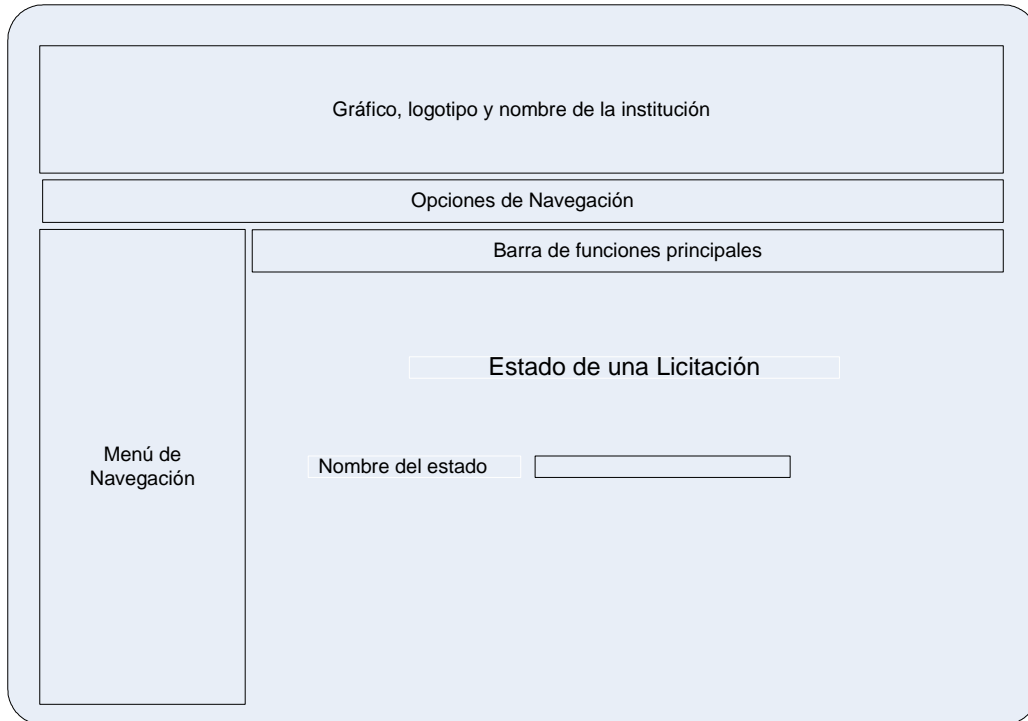 Gráfico, logotipo y nombre de la institución
Opciones de Navegación
Barra de funciones principales
Estado de una Licitación
Menú de
Navegación
Nombre del estado